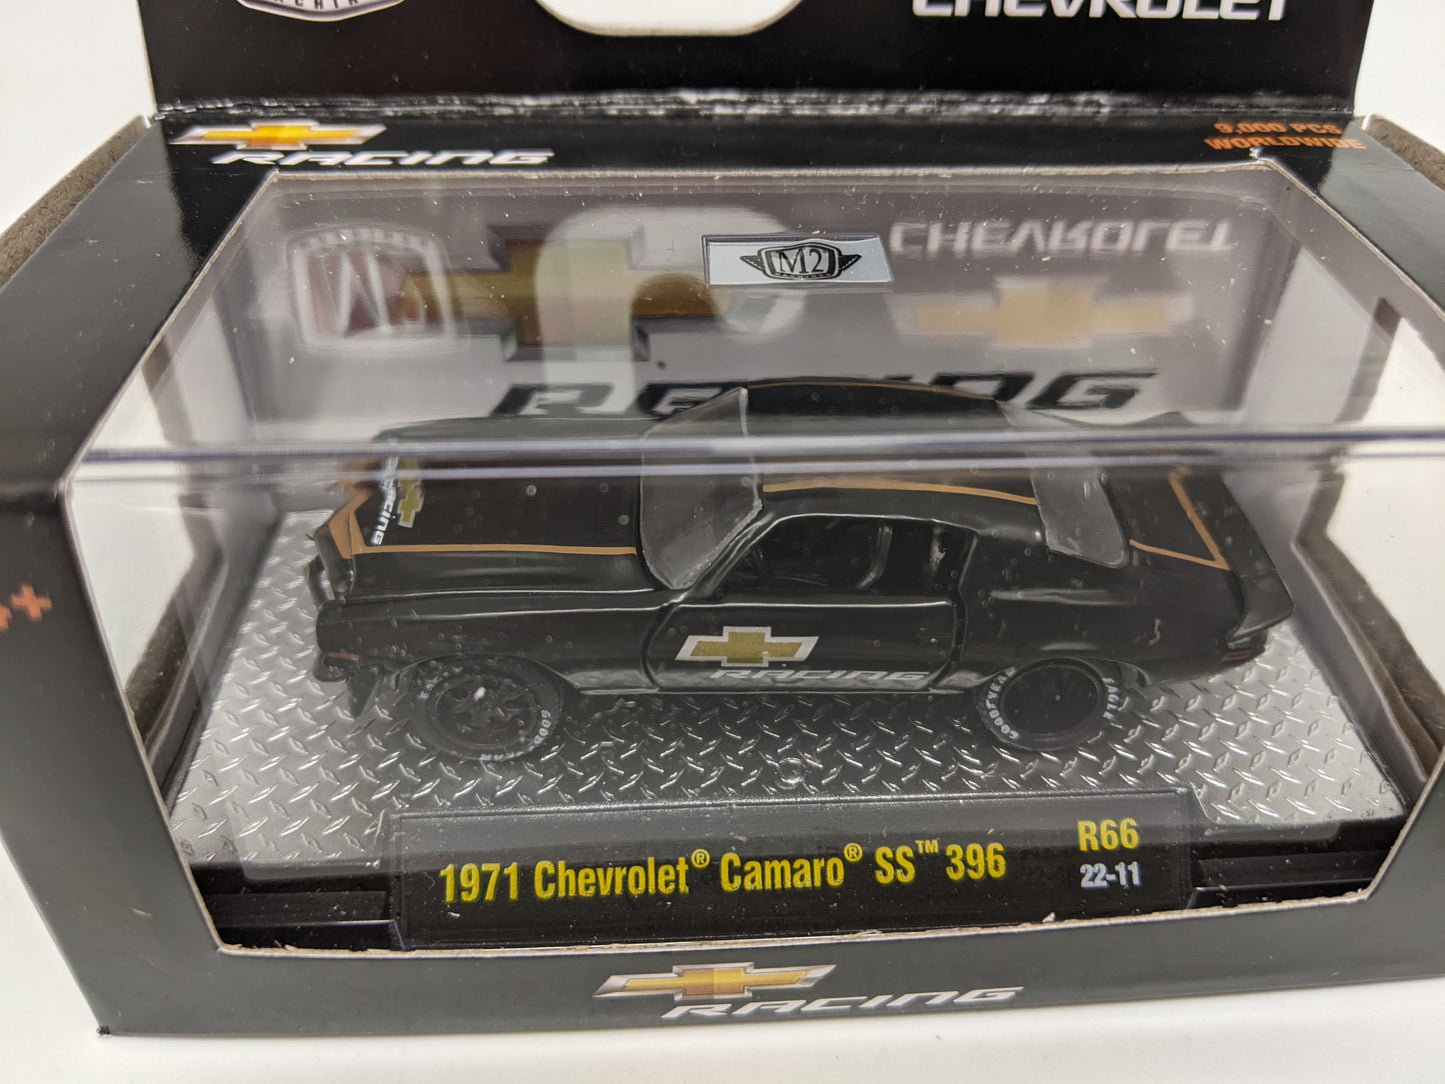 CHEVROLET
RACING
9,000 PCS
WORLDWIDE
CHEVROLET
M2
MACHINES
RACING
RACING
RACING
GOODYEAR
EAGLE
1971 Chevrolet® Camaro® SS™ 396
R66
22-11
RACING